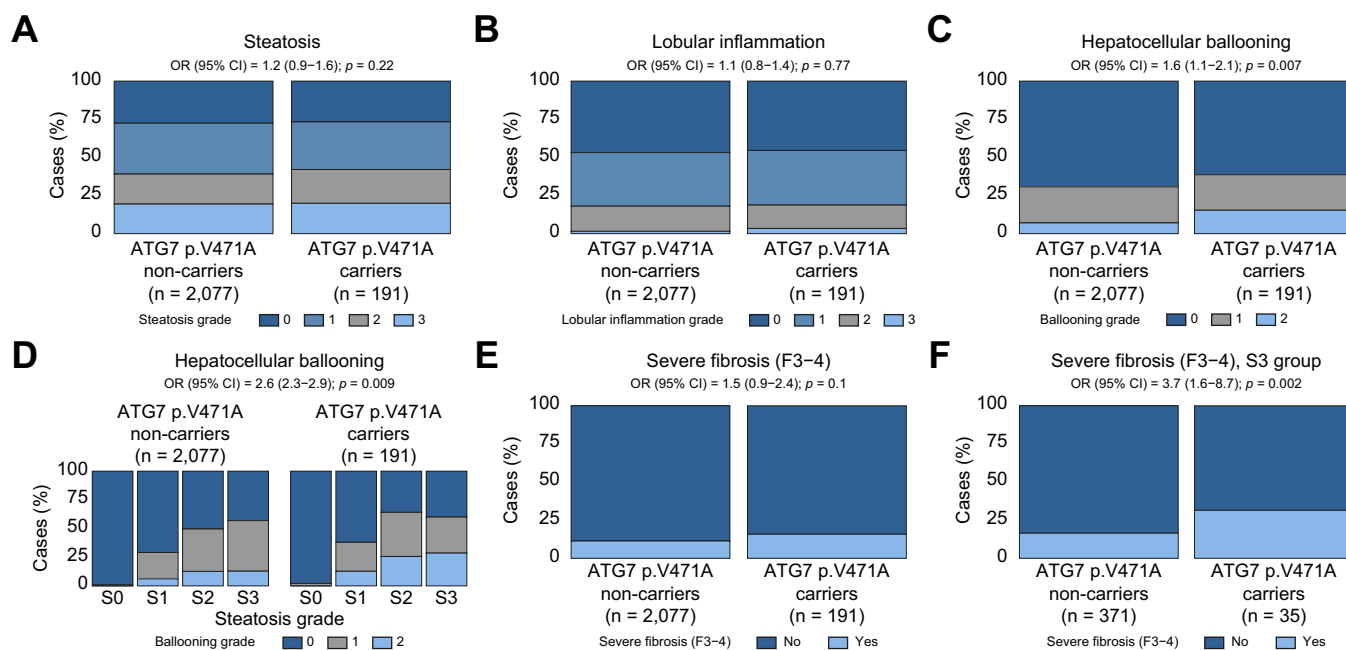 A
Steatosis
OR (95% CI) = 1.2 (0.9−1.6); p = 0.22
Cases (%)
100
75
50
25
0
ATG7 p.V471A
non-carriers
(n = 2,077)
ATG7 p.V471A
carriers
(n = 191)
Steatosis grade 0 1 2 3
B
Lobular inflammation
OR (95% CI) = 1.1 (0.8−1.4); p = 0.77
Cases (%)
100
75
50
25
0
ATG7 p.V471A
non-carriers
(n = 2,077)
ATG7 p.V471A
carriers
(n = 191)
Lobular inflammation grade 0 1 2 3
C
Hepatocellular ballooning
OR (95% CI) = 1.6 (1.1−2.1); p = 0.007
Cases (%)
100
75
50
25
0
ATG7 p.V471A
non-carriers
(n = 2,077)
ATG7 p.V471A
carriers
(n = 191)
Ballooning grade 0 1 2
D
Hepatocellular ballooning
OR (95% CI) = 2.6 (2.3−2.9); p = 0.009
ATG7 p.V471A
non-carriers
(n = 2,077)
ATG7 p.V471A
carriers
(n = 191)
Cases (%)
100
75
50
25
0
S0 S1 S2 S3 S0 S1 S2 S3
Steatosis grade
Ballooning grade 0 1 2
E
Severe fibrosis (F3−4)
OR (95% CI) = 1.5 (0.9−2.4); p = 0.1
Cases (%)
100
75
50
25
0
ATG7 p.V471A
non-carriers
(n = 2,077)
ATG7 p.V471A
carriers
(n = 191)
Severe fibrosis (F3−4) No Yes
F
Severe fibrosis (F3−4), S3 group
OR (95% CI) = 3.7 (1.6−8.7); p = 0.002
Cases (%)
100
75
50
25
0
ATG7 p.V471A
non-carriers
(n = 371)
ATG7 p.V471A
carriers
(n = 35)
Severe fibrosis (F3−4) No Yes